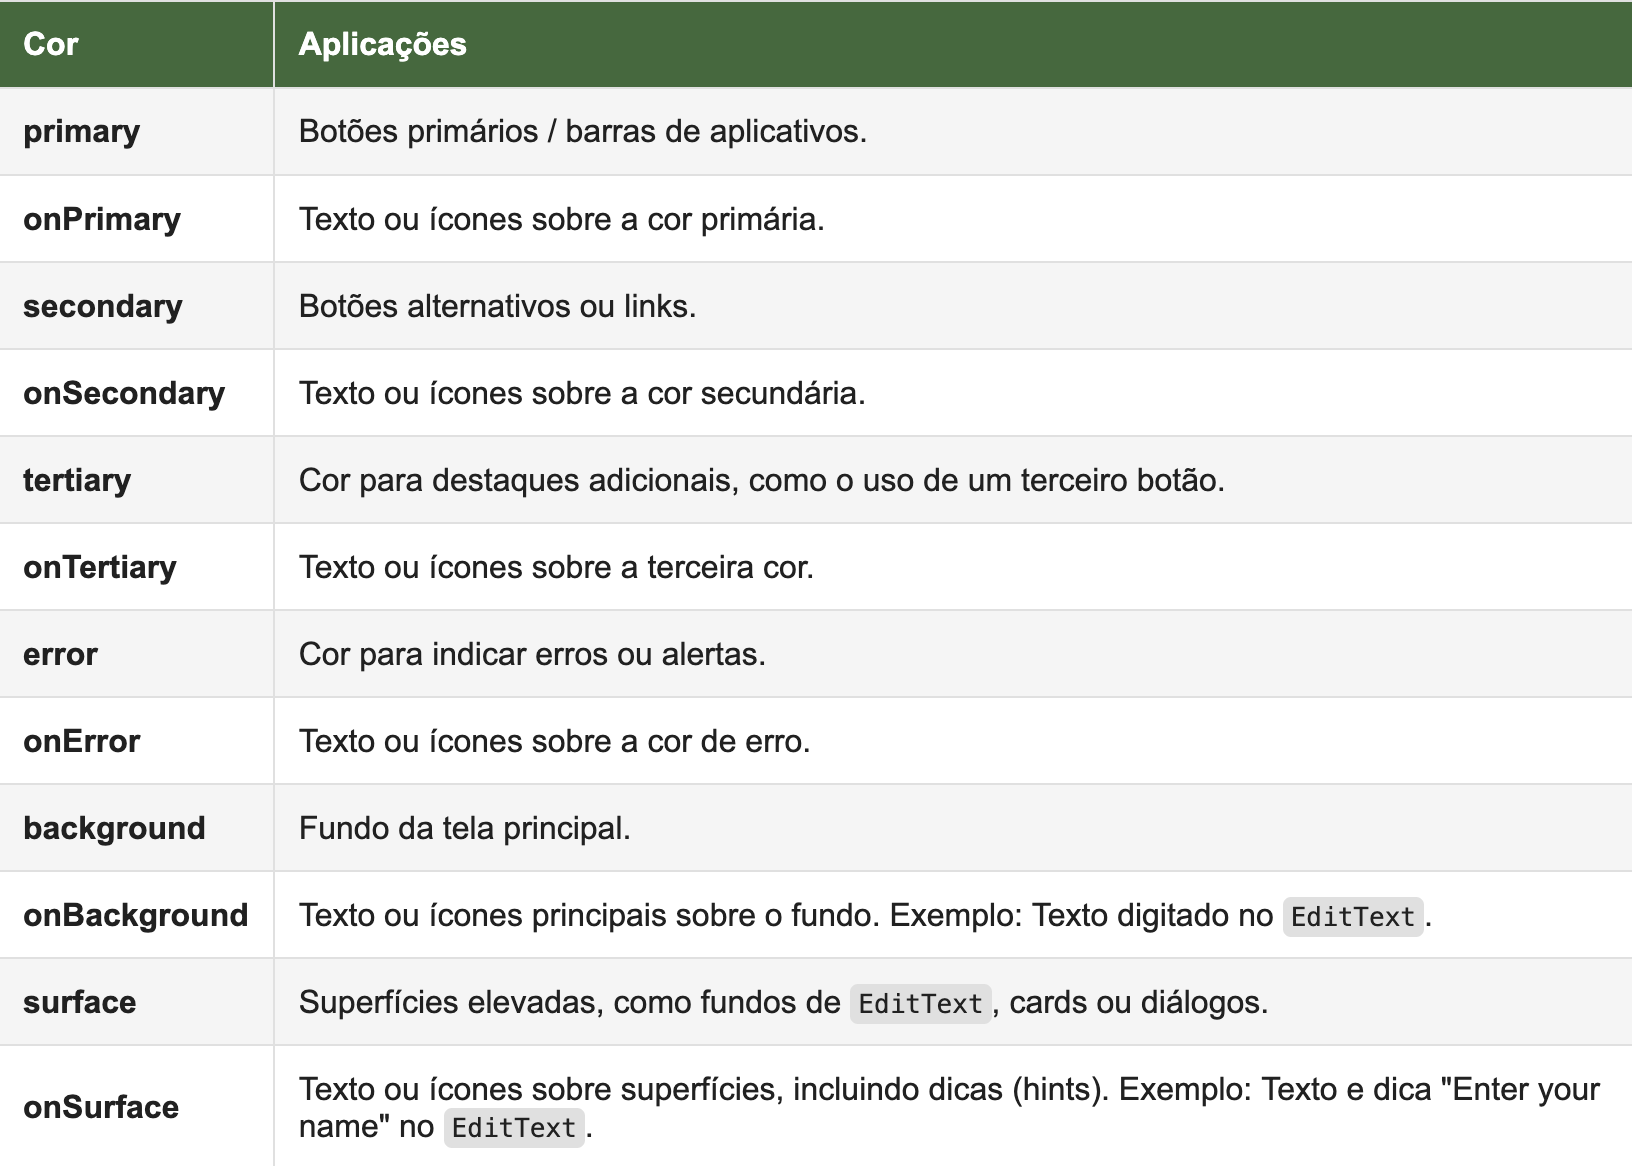 Cor Aplicações
primary Botões primários / barras de aplicativos.
onPrimary Texto ou ícones sobre a cor primária.
secondary Botões alternativos ou links.
onSecondary Texto ou ícones sobre a cor secundária.
tertiary Cor para destaques adicionais, como o uso de um terceiro botão.
onTertiary Texto ou ícones sobre a terceira cor.
error Cor para indicar erros ou alertas.
onError Texto ou ícones sobre a cor de erro.
background Fundo da tela principal.
onBackground Texto ou ícones principais sobre o fundo. Exemplo: Texto digitado no EditText.
surface Superfícies elevadas, como fundos de EditText, cards ou diálogos.
onSurface Texto ou ícones sobre superfícies, incluindo dicas (hints). Exemplo: Texto e dica "Enter your
name" no EditText.